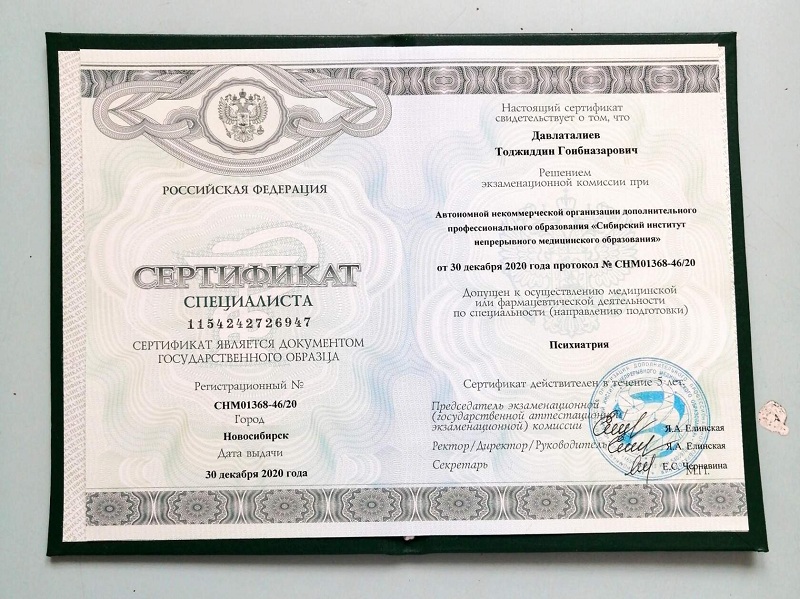 РОССИЙСКАЯ ФЕДЕРАЦИЯ
СЕРТИФИКАТ
СПЕЦИАЛИСТА
1154242726947
СЕРТИФИКАТ ЯВЛЯЕТСЯ ДОКУМЕНТОМ
ГОСУДАРСТВЕННОГО ОБРАЗЦА
Регистрационный №
СНМ01368-46/20
Город
Новосибирск
Дата выдачи
30 декабря 2020 года
Настоящий сертификат
свидетельствует о том, что
Давлаталиев
Тоджиддин Гоибназарович
Решением
экзаменационной комиссии при
Автономной некоммерческой организации дополнительного
профессионального образования «Сибирский институт
непрерывного медицинского образования»
от 30 декабря 2020 года протокол № СНМ01368-46/20
Допущен к осуществлению медицинской
или фармацевтической деятельности
по специальности (направлению подготовки)
Психиатрия
Сертификат действителен в течение 5 лет.
Председатель экзаменационной
(государственной аттестационной/
экзаменационной) комиссии
Я.А. Елинская
Ректор/Директор/Руководитель
Я.А. Елинская
Секретарь
Е.С. Чернавина
М.П.